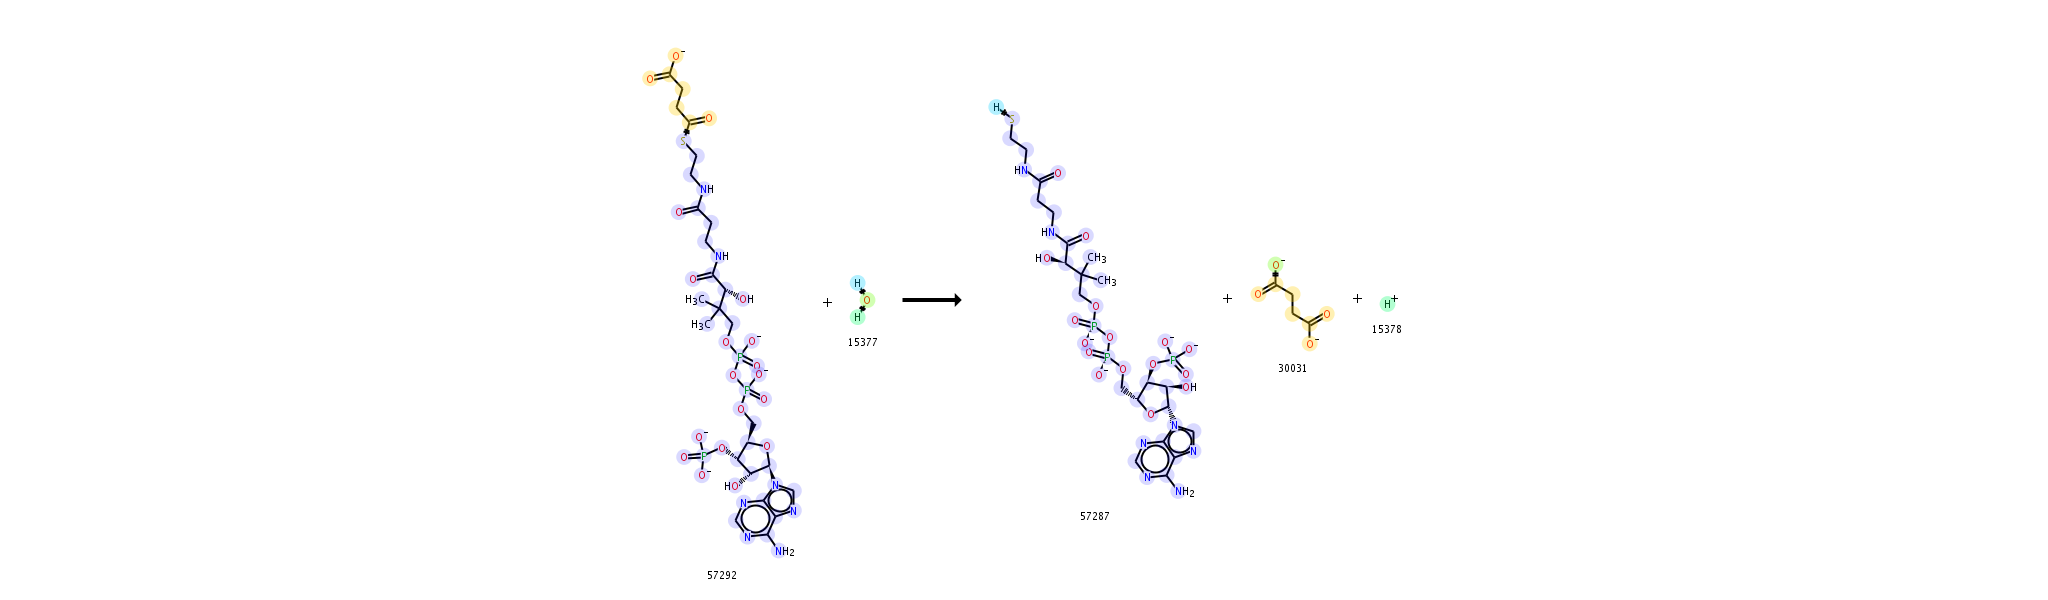 O⁻
O
O
S
NH
O
NH
O
OH
H₃C
H₃C
O
O⁻
P
O
O
O⁻
P
O
O
O⁻
O
P
O
O⁻
O
HO
N
N
N
N
NH₂
57292
+
H
O
H
15377
H
S
HN
O
HN
O
HO
CH₃
CH₃
O
O
P
O⁻
O
O
P
O⁻
O
O⁻
O⁻
O
P
O
OH
O
N
N
N
N
NH₂
57287
+
O⁻
O
O
O⁻
30031
+
H⁺
15378